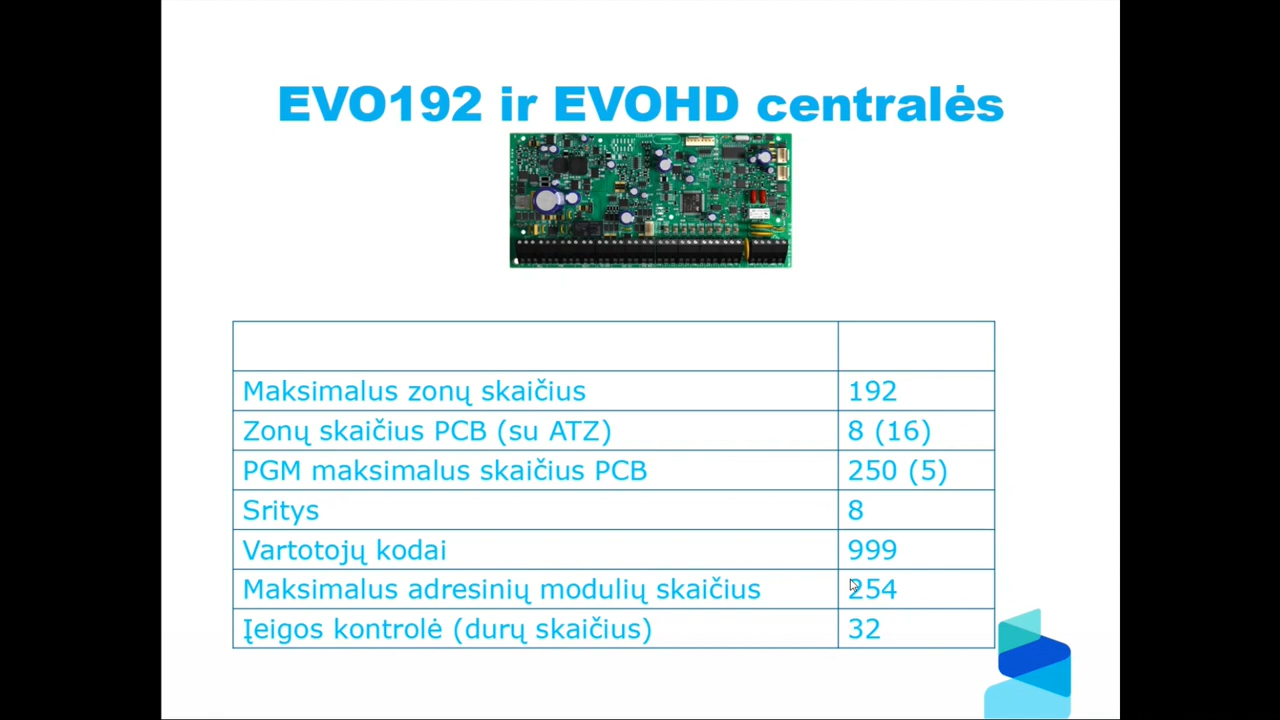 EVO192 ir EVOHD centralės
Maksimalus zonų skaičius 192
Zonų skaičius PCB (su ATZ) 8 (16)
PGM maksimalus skaičius PCB 250 (5)
Sritys 8
Vartotojų kodai 999
Maksimalus adresinių modulių skaičius 254
Įeigos kontrolė (durų skaičius) 32